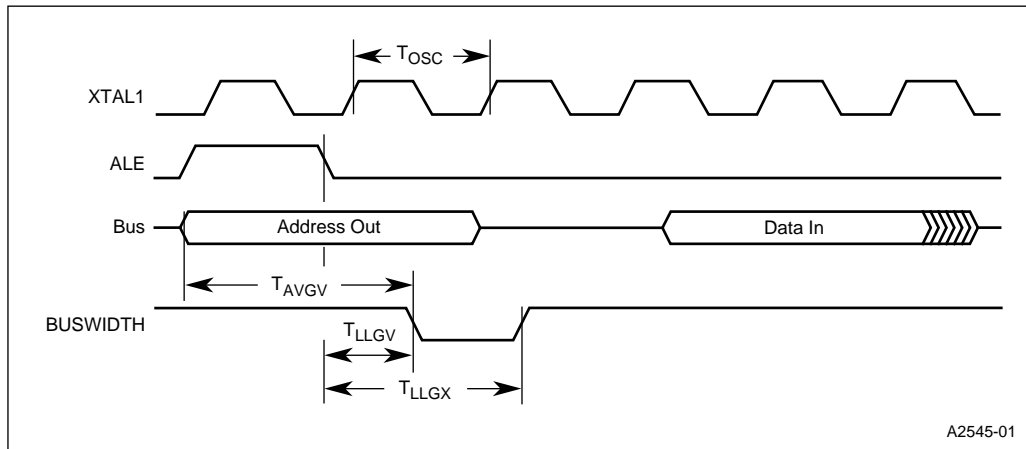 TOSC
XTAL1
ALE
Bus
Address Out
Data In
TAVGV
BUSWIDTH
TLLGV
TLLGX
A2545-01